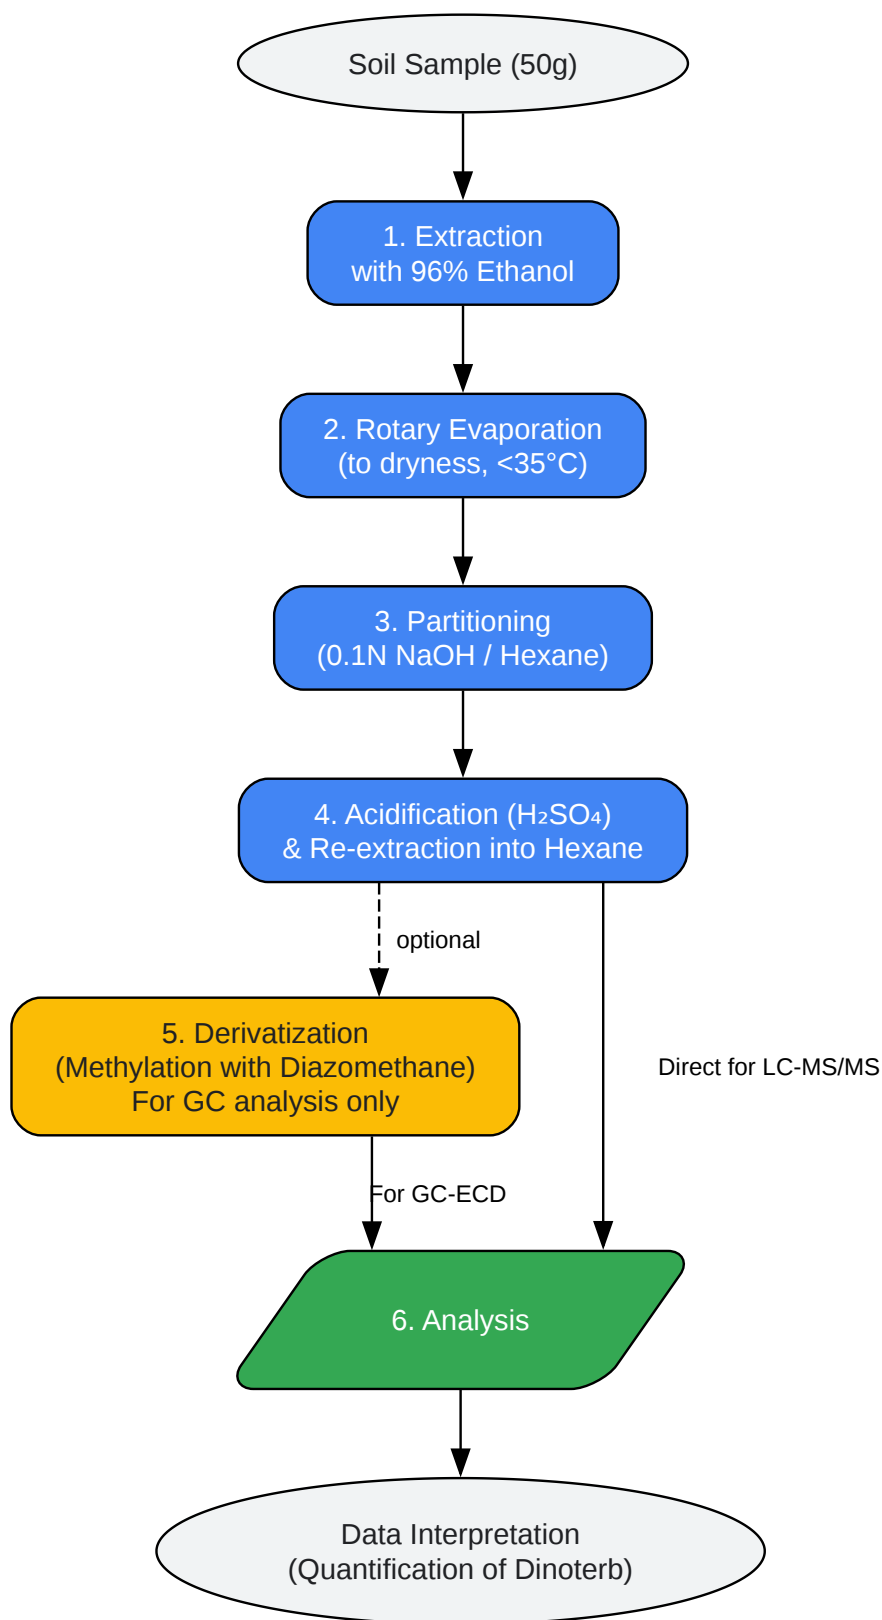 Soil Sample (50g)
1. Extraction
with 96% Ethanol
2. Rotary Evaporation
(to dryness, <35°C)
3. Partitioning
(0.1N NaOH / Hexane)
4. Acidification (H₂SO₄)
& Re-extraction into Hexane
optional
5. Derivatization
(Methylation with Diazomethane)
For GC analysis only
Direct for LC-MS/MS
For GC-ECD
6. Analysis
Data Interpretation
(Quantification of Dinoterb)